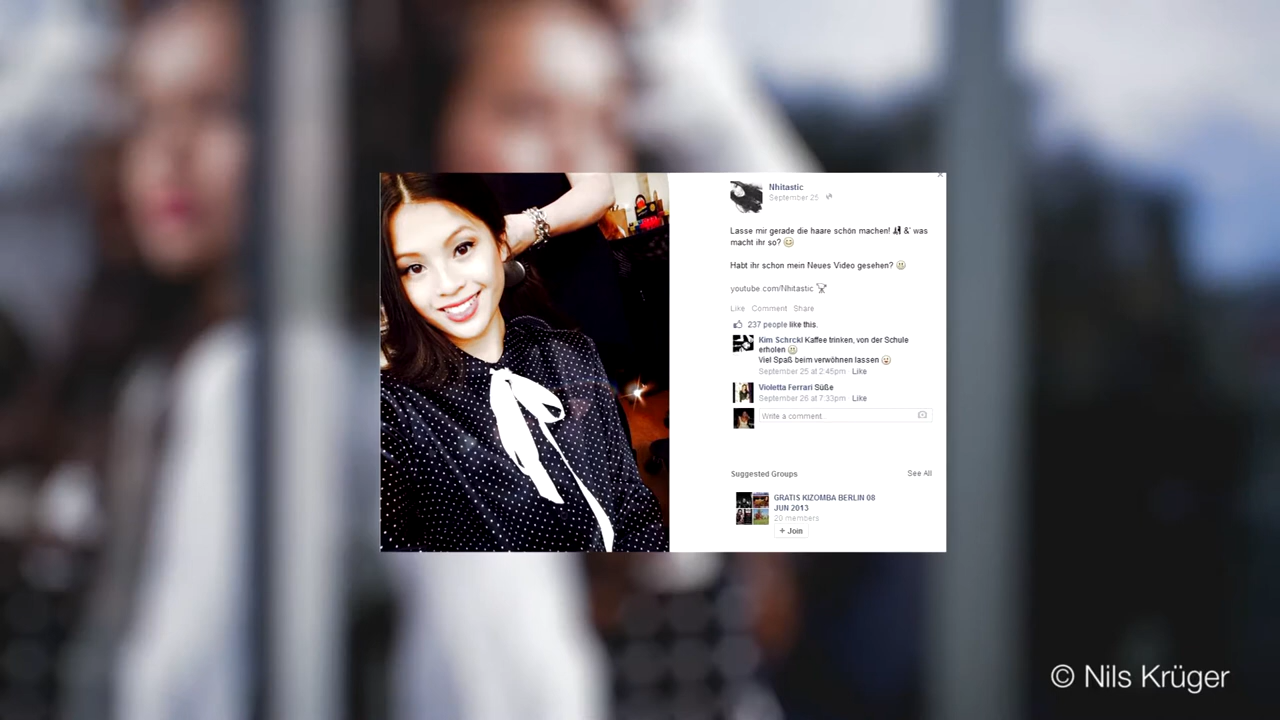 Nhitastic
September 25
Lasse mir gerade die haare schön machen! &' was
macht ihr so?
Habt ihr schon mein Neues Video gesehen?
youtube com/Nhitastic
Like Comment Share
237 people like this.
Kim Schrckl Kaffee trinken, von der Schule
erholen
Viel Spaß beim verwöhnen lassen
September 25 at 2:45pm Like
Violetta Ferrari Süße
September 26 at 7:33pm Like
Write a comment..
Suggested Groups See All
GRATIS KIZOMBA BERLIN 08
JUN 2013
20 members
+ Join
© Nils Krüger